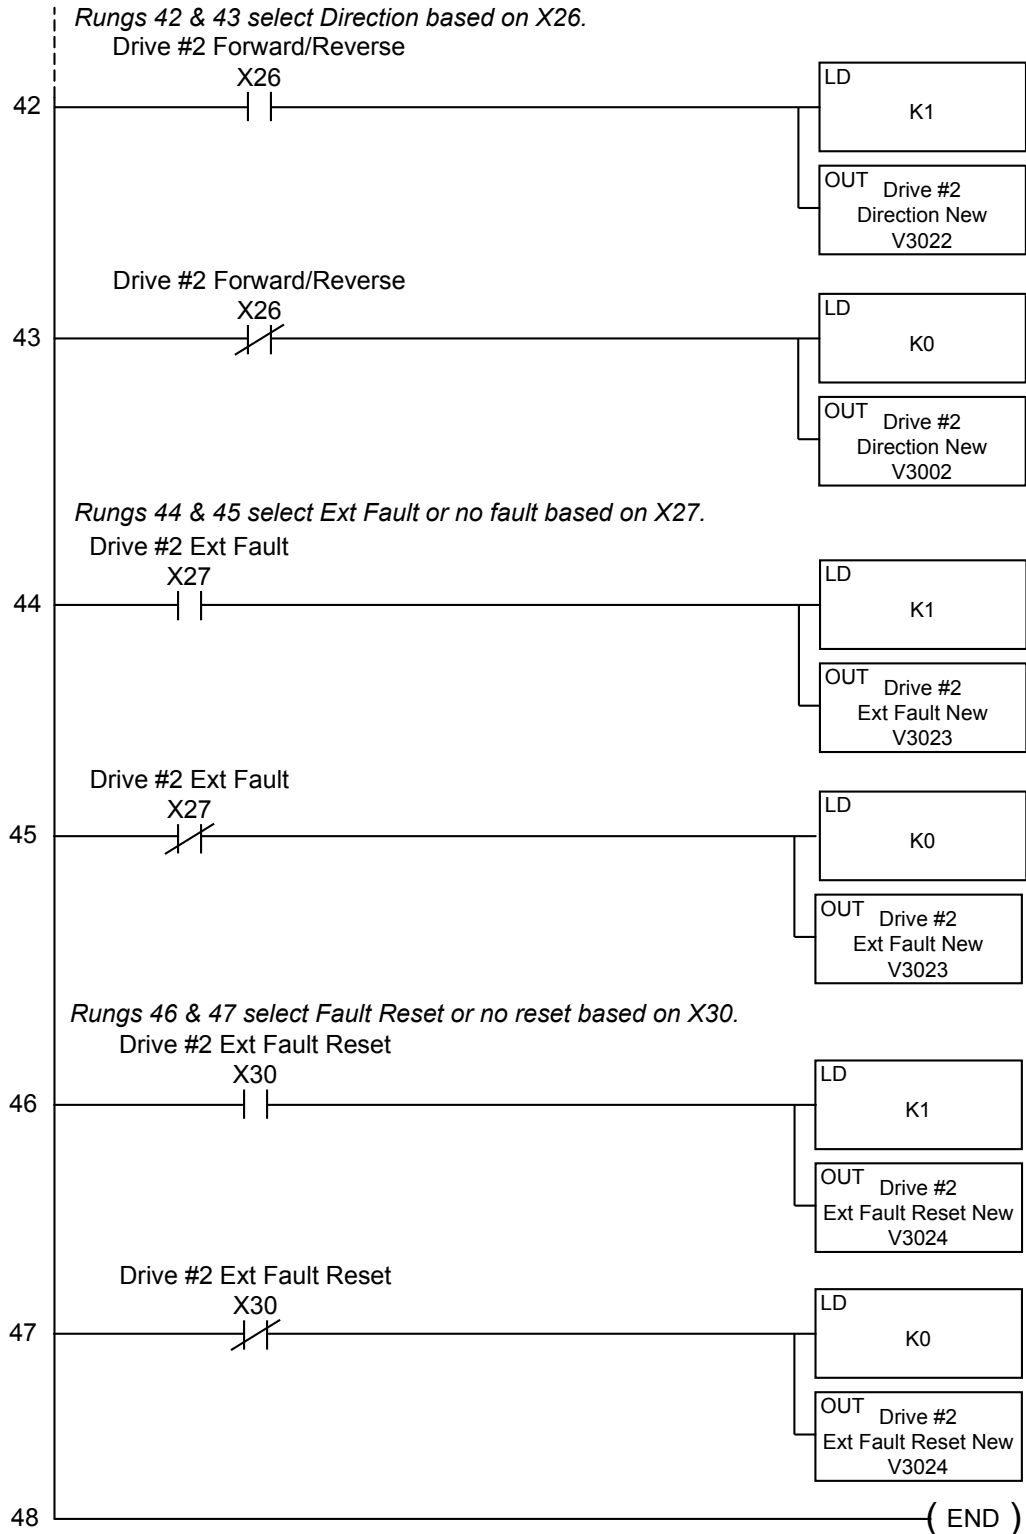 Rungs 42 & 43 select Direction based on X26.
Drive #2 Forward/Reverse
X26
42
LD
K1
OUT
Drive #2
Direction New
V3022
Drive #2 Forward/Reverse
X26
43
LD
K0
OUT
Drive #2
Direction New
V3002
Rungs 44 & 45 select Ext Fault or no fault based on X27.
Drive #2 Ext Fault
X27
44
LD
K1
OUT
Drive #2
Ext Fault New
V3023
Drive #2 Ext Fault
X27
45
LD
K0
OUT
Drive #2
Ext Fault New
V3023
Rungs 46 & 47 select Fault Reset or no reset based on X30.
Drive #2 Ext Fault Reset
X30
46
LD
K1
OUT
Drive #2
Ext Fault Reset New
V3024
Drive #2 Ext Fault Reset
X30
47
LD
K0
OUT
Drive #2
Ext Fault Reset New
V3024
48
( END )